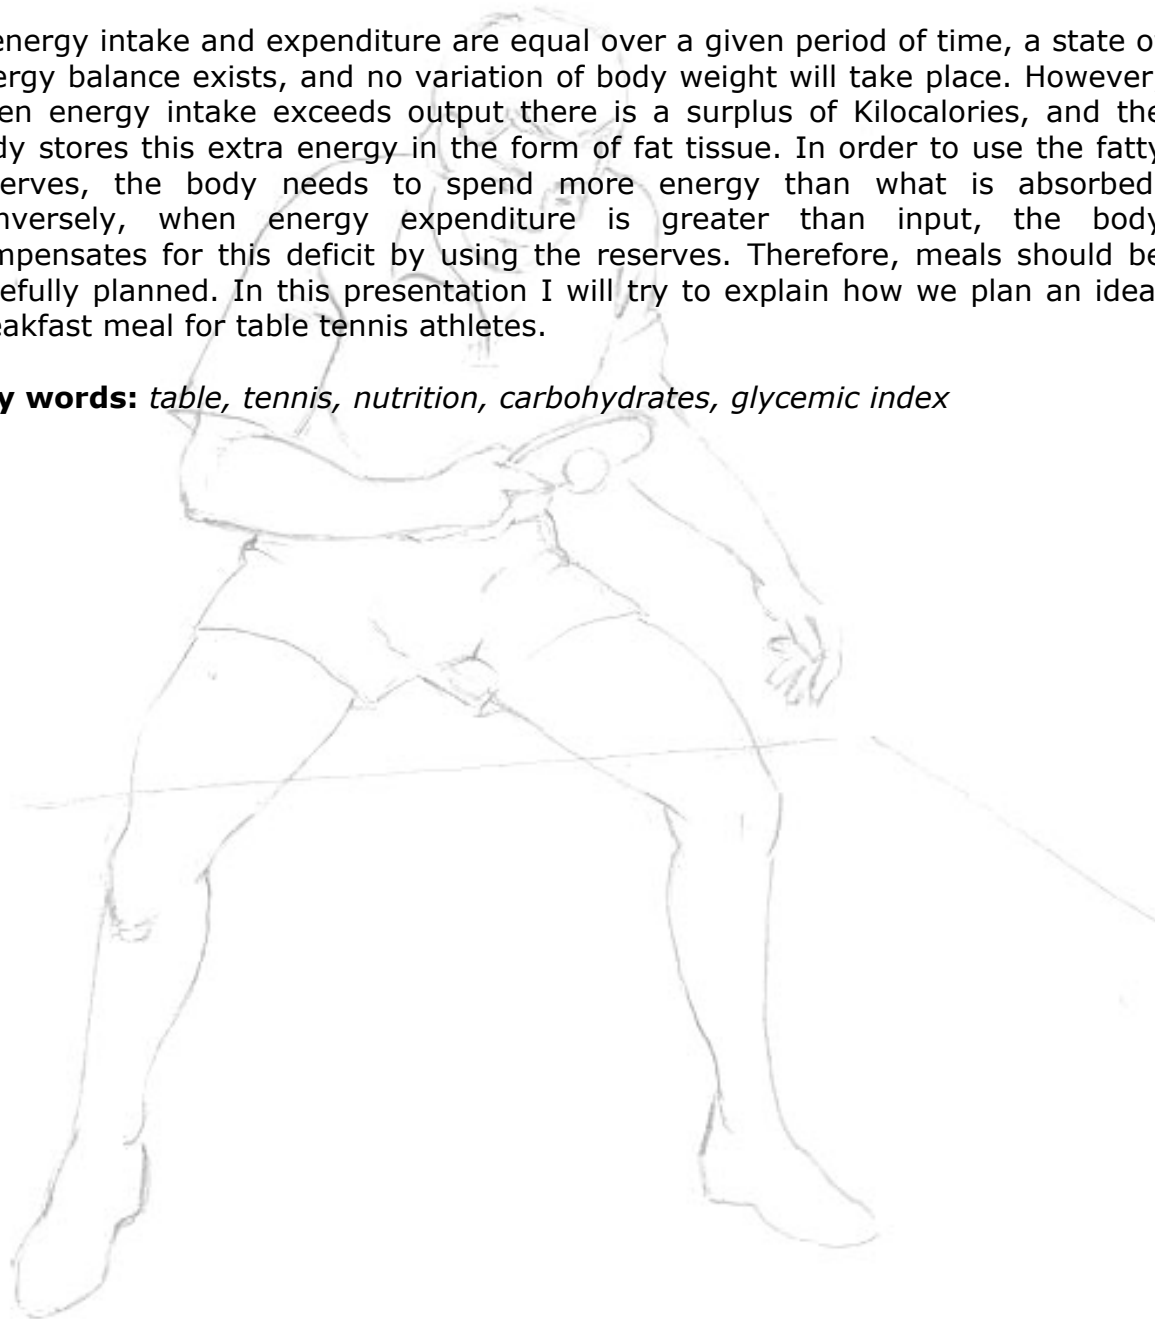 energy intake and expenditure are equal over a given period of time, a state of
ergy balance exists, and no variation of body weight will take place. However
en energy intake exceeds output there is a surplus of Kilocalories, and the
dy stores this extra energy in the form of fat tissue. In order to use the fatty
erves, the body needs to spend more energy than what is absorbed.
nversely, when energy expenditure is greater than input, the body
mpensates for this deficit by using the reserves. Therefore, meals should be
efully planned. In this presentation I will try to explain how we plan an idea
eakfast meal for table tennis athletes.
y words: table, tennis, nutrition, carbohydrates, glycemic index